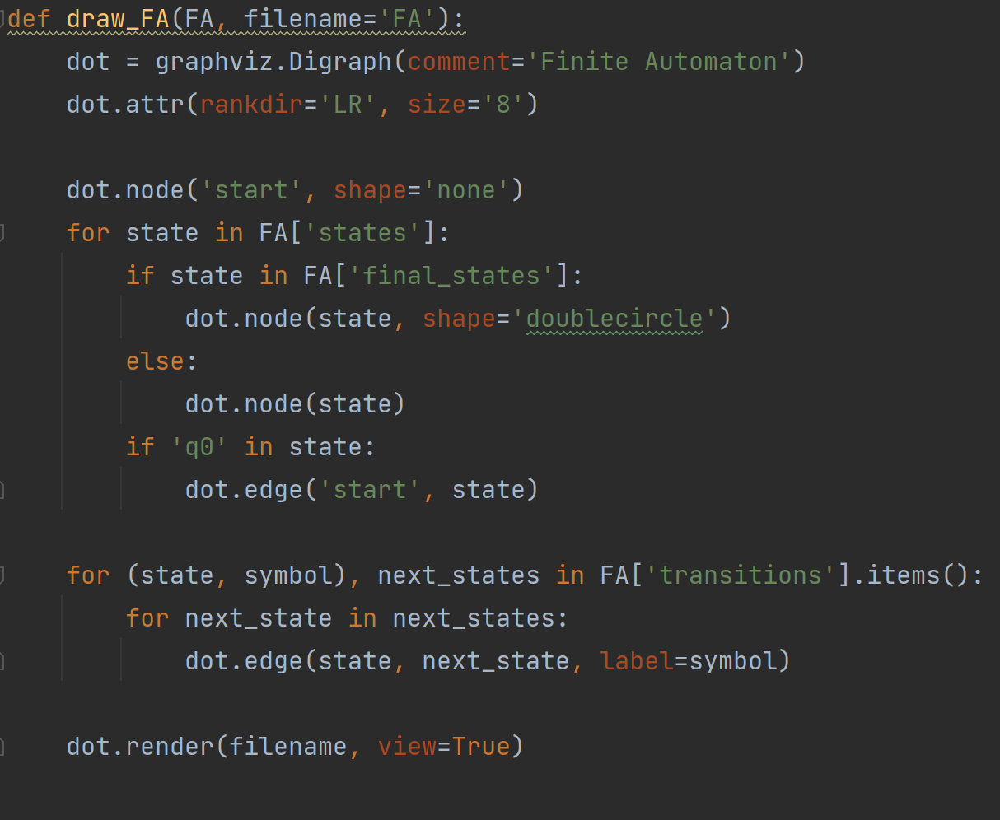 def draw_FA(FA, filename='FA'):
    dot = graphviz.Digraph(comment='Finite Automaton')
    dot.attr(rankdir='LR', size='8')

    dot.node('start', shape='none')
    for state in FA['states']:
        if state in FA['final_states']:
            dot.node(state, shape='doublecircle')
        else:
            dot.node(state)
        if 'q0' in state:
            dot.edge('start', state)

    for (state, symbol), next_states in FA['transitions'].items():
        for next_state in next_states:
            dot.edge(state, next_state, label=symbol)

    dot.render(filename, view=True)